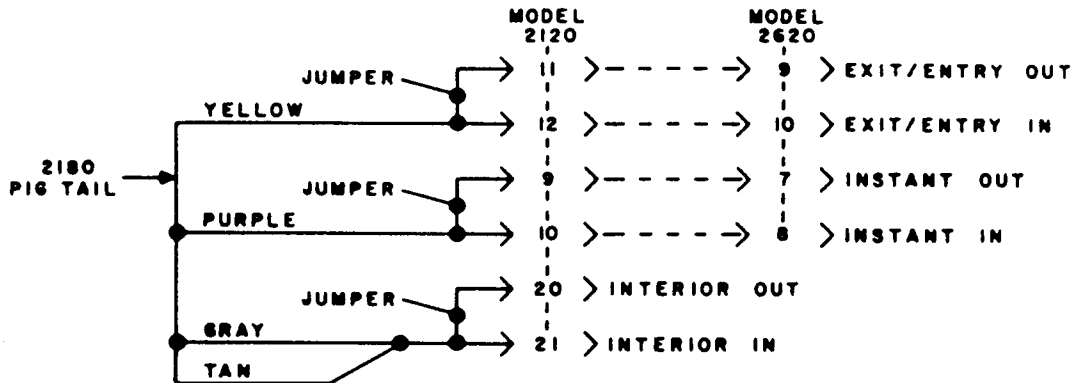 MODEL 2120
MODEL 2620
JUMPER
11
9
EXIT/ENTRY OUT
YELLOW
12
10
EXIT/ENTRY IN
2180
PIG TAIL
JUMPER
9
7
INSTANT OUT
PURPLE
10
8
INSTANT IN
JUMPER
20
INTERIOR OUT
GRAY
21
INTERIOR IN
TAN